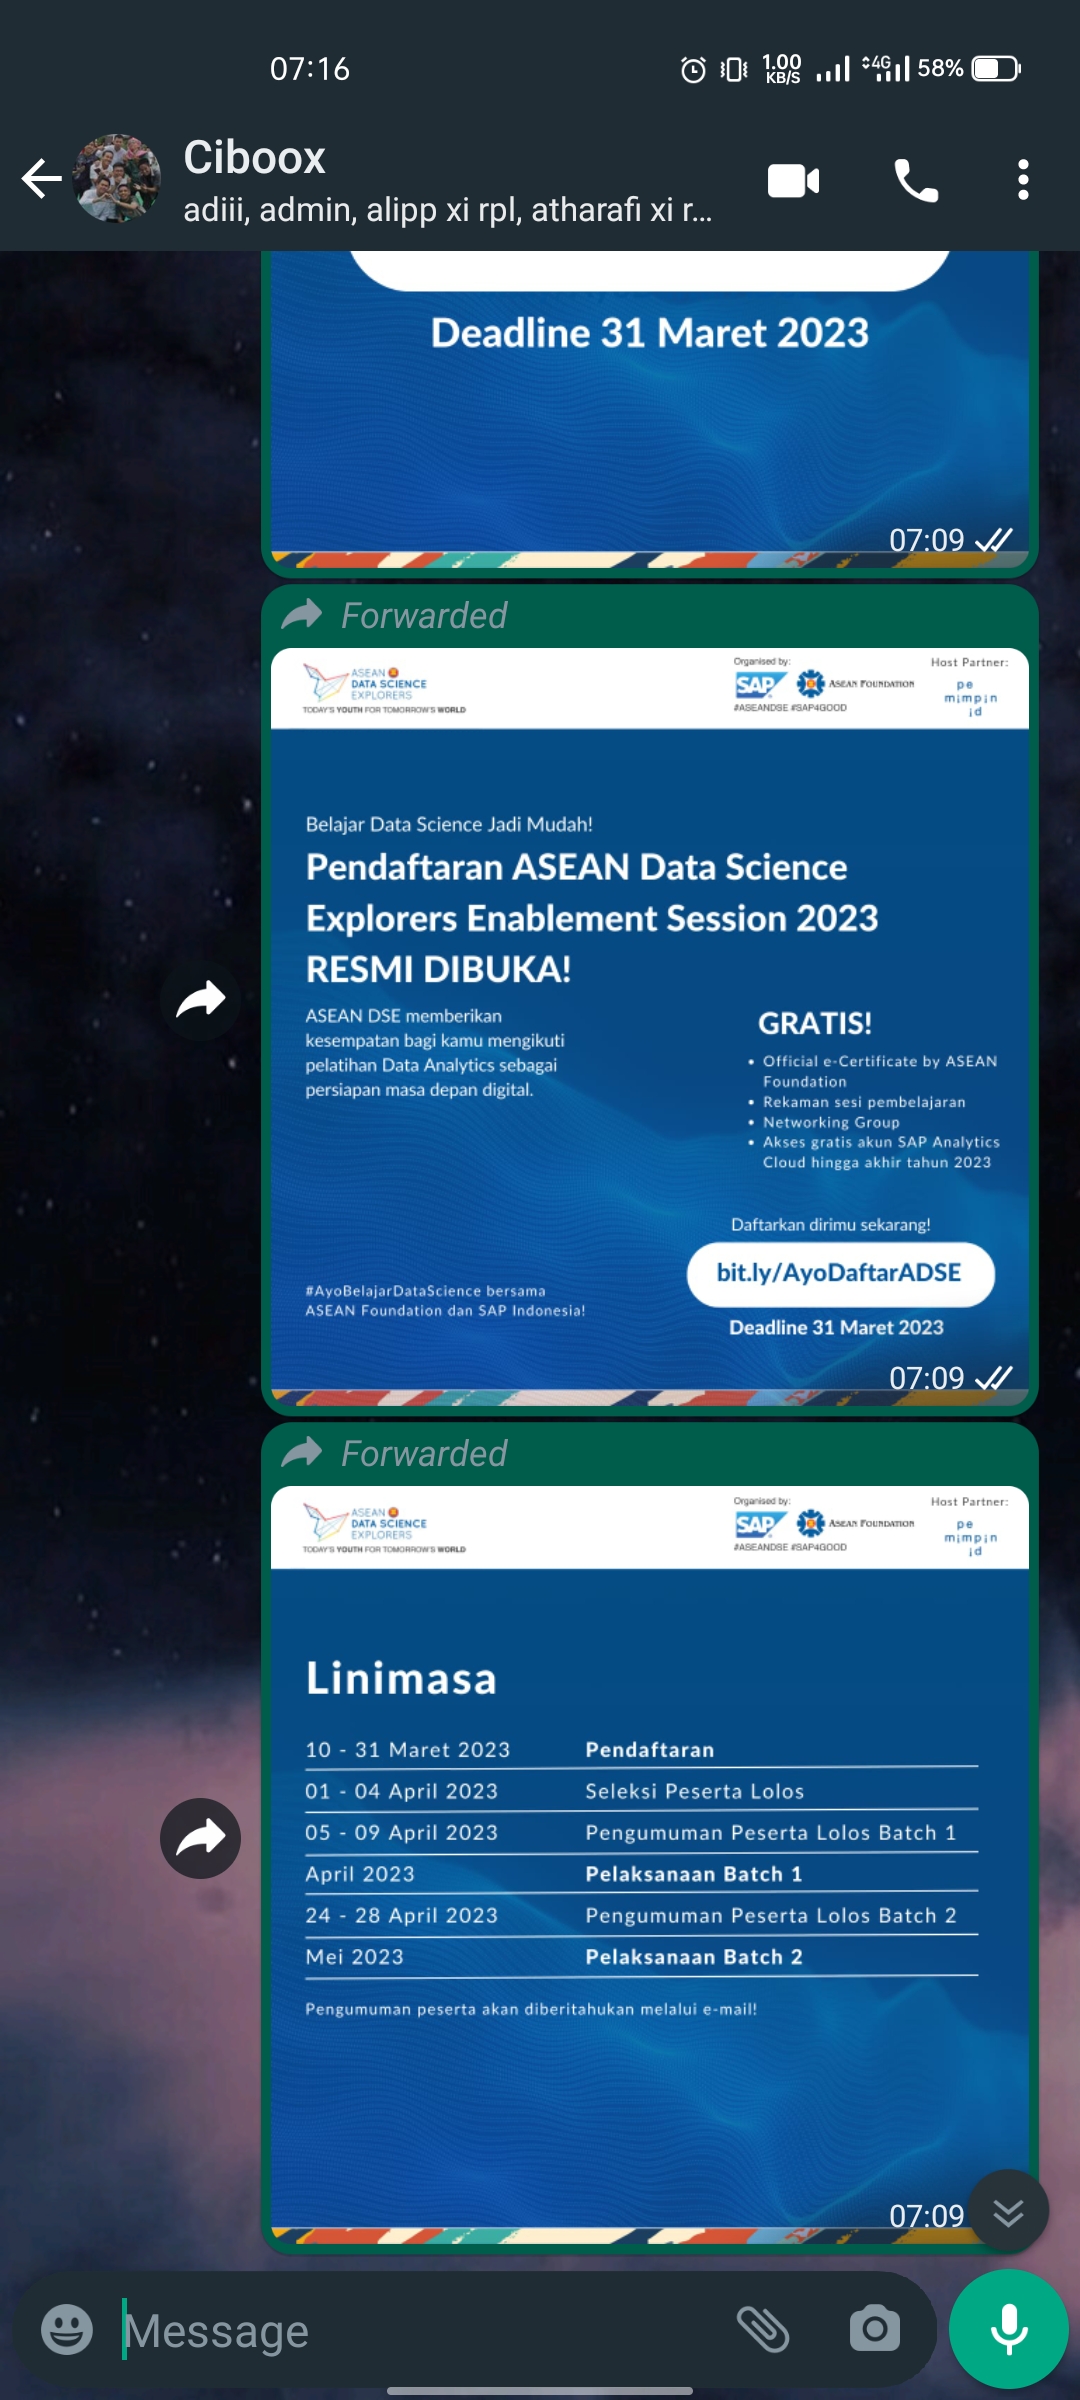 07:16
1.00
KB/S
4G
58%
Ciboox
adiii, admin, alipp xi rpl, atharafi xi r...
Deadline 31 Maret 2023
07:09
Forwarded
ASEAN
DATA SCIENCE
EXPLORERS
TODAY'S YOUTH FOR TOMORROW'S WORLD
Organised by:
SAP
ASEAN FOUNDATION
#ASEANDSE #SAP4GOOD
Host Partner:
pe
mimpin
id
Belajar Data Science Jadi Mudah!
Pendaftaran ASEAN Data Science
Explorers Enablement Session 2023
RESMI DIBUKA!
ASEAN DSE memberikan
kesempatan bagi kamu mengikuti
pelatihan Data Analytics sebagai
persiapan masa depan digital.
GRATIS!
• Official e-Certificate by ASEAN
Foundation
• Rekaman sesi pembelajaran
• Networking Group
• Akses gratis akun SAP Analytics
Cloud hingga akhir tahun 2023
Daftarkan dirimu sekarang!
bit.ly/AyoDaftarADSE
Deadline 31 Maret 2023
#AyoBelajarDataScience bersama
ASEAN Foundation dan SAP Indonesia!
07:09
Forwarded
ASEAN
DATA SCIENCE
EXPLORERS
TODAY'S YOUTH FOR TOMORROW'S WORLD
Organised by:
SAP
ASEAN FOUNDATION
#ASEANDSE #SAP4GOOD
Host Partner:
pe
mimpin
id
Linimasa
10 - 31 Maret 2023 Pendaftaran
01 - 04 April 2023 Seleksi Peserta Lolos
05 - 09 April 2023 Pengumuman Peserta Lolos Batch 1
April 2023 Pelaksanaan Batch 1
24 - 28 April 2023 Pengumuman Peserta Lolos Batch 2
Mei 2023 Pelaksanaan Batch 2
Pengumuman peserta akan diberitahukan melalui e-mail!
07:09
Message